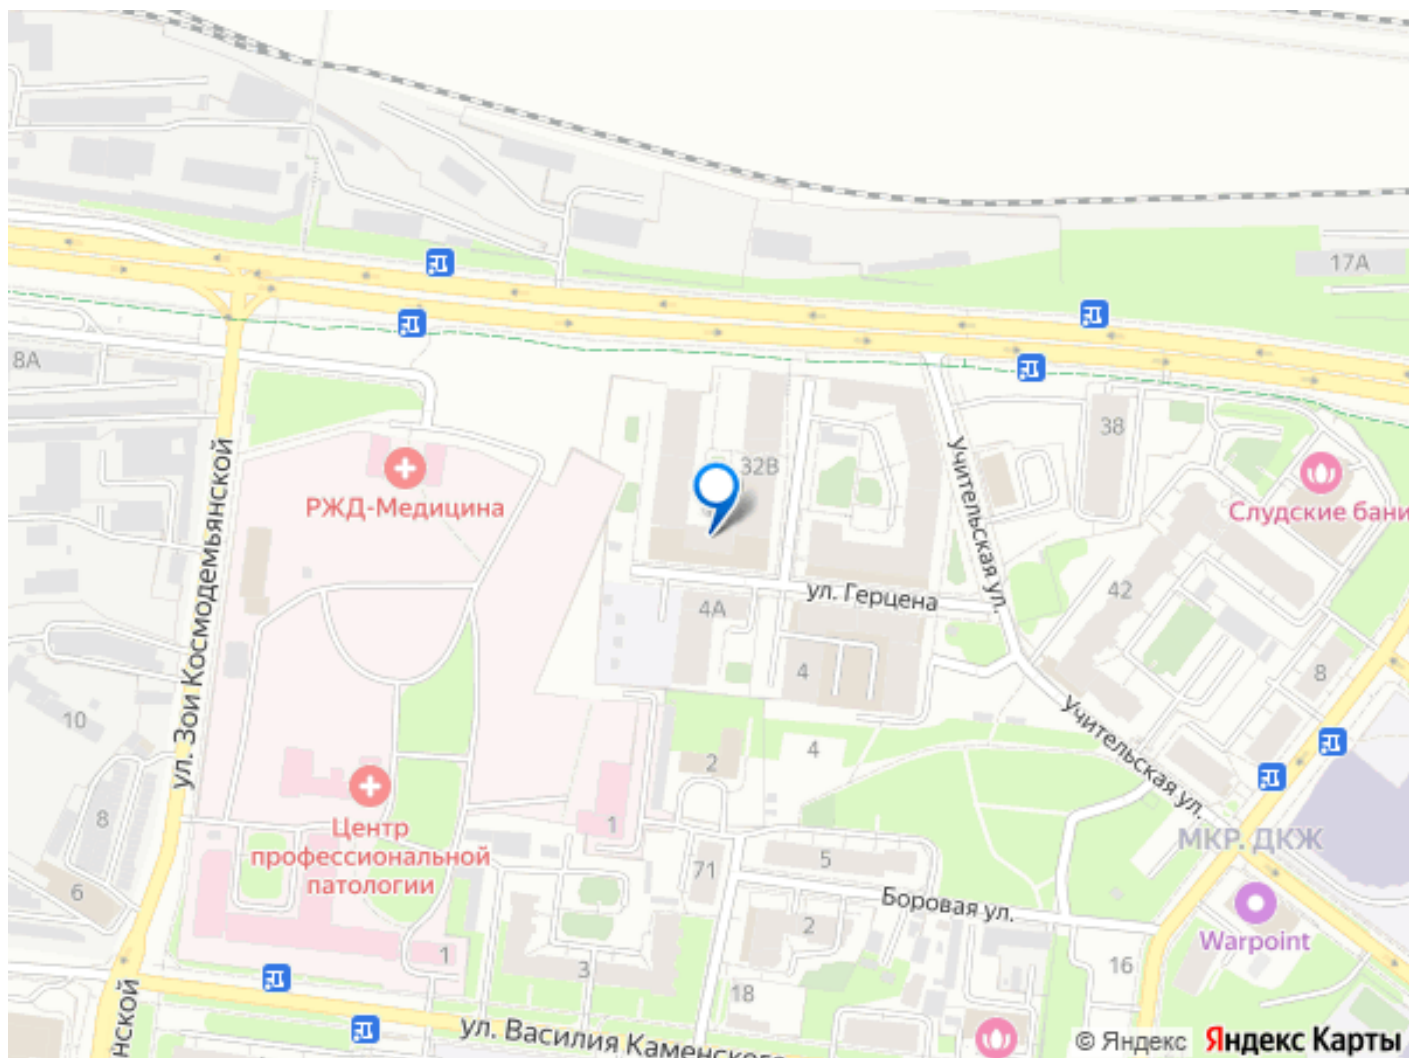 17А
8А
38
32В
РЖД-Медицина
Слудские бани
ул. Зои Космодемьянской
Учительская ул.
ул. Герцена
4А
42
4
8
10
Учительская ул.
4
2
8
1
Центр
профессиональной
патологии
МКР. ДКЖ
5
71
6
Боровая ул.
2
Warpoint
1
3
16
18
нской
ул. Василия Каменского
© Яндекс Яндекс Карты